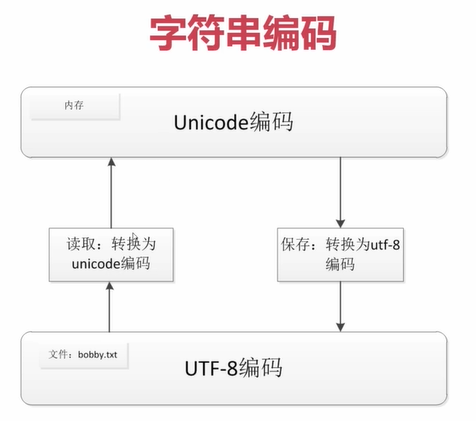 字符串编码
内存
Unicode编码
读取：转换为
unicode编码
保存：转换为utf-8
编码
文件：bobby.txt
UTF-8编码